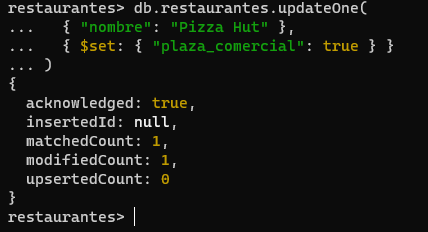 restaurantes> db.restaurantes.updateOne(
...   { "nombre": "Pizza Hut" },
...   { $set: { "plaza_comercial": true } }
... )
{
  acknowledged: true,
  insertedId: null,
  matchedCount: 1,
  modifiedCount: 1,
  upsertedCount: 0
}
restaurantes>